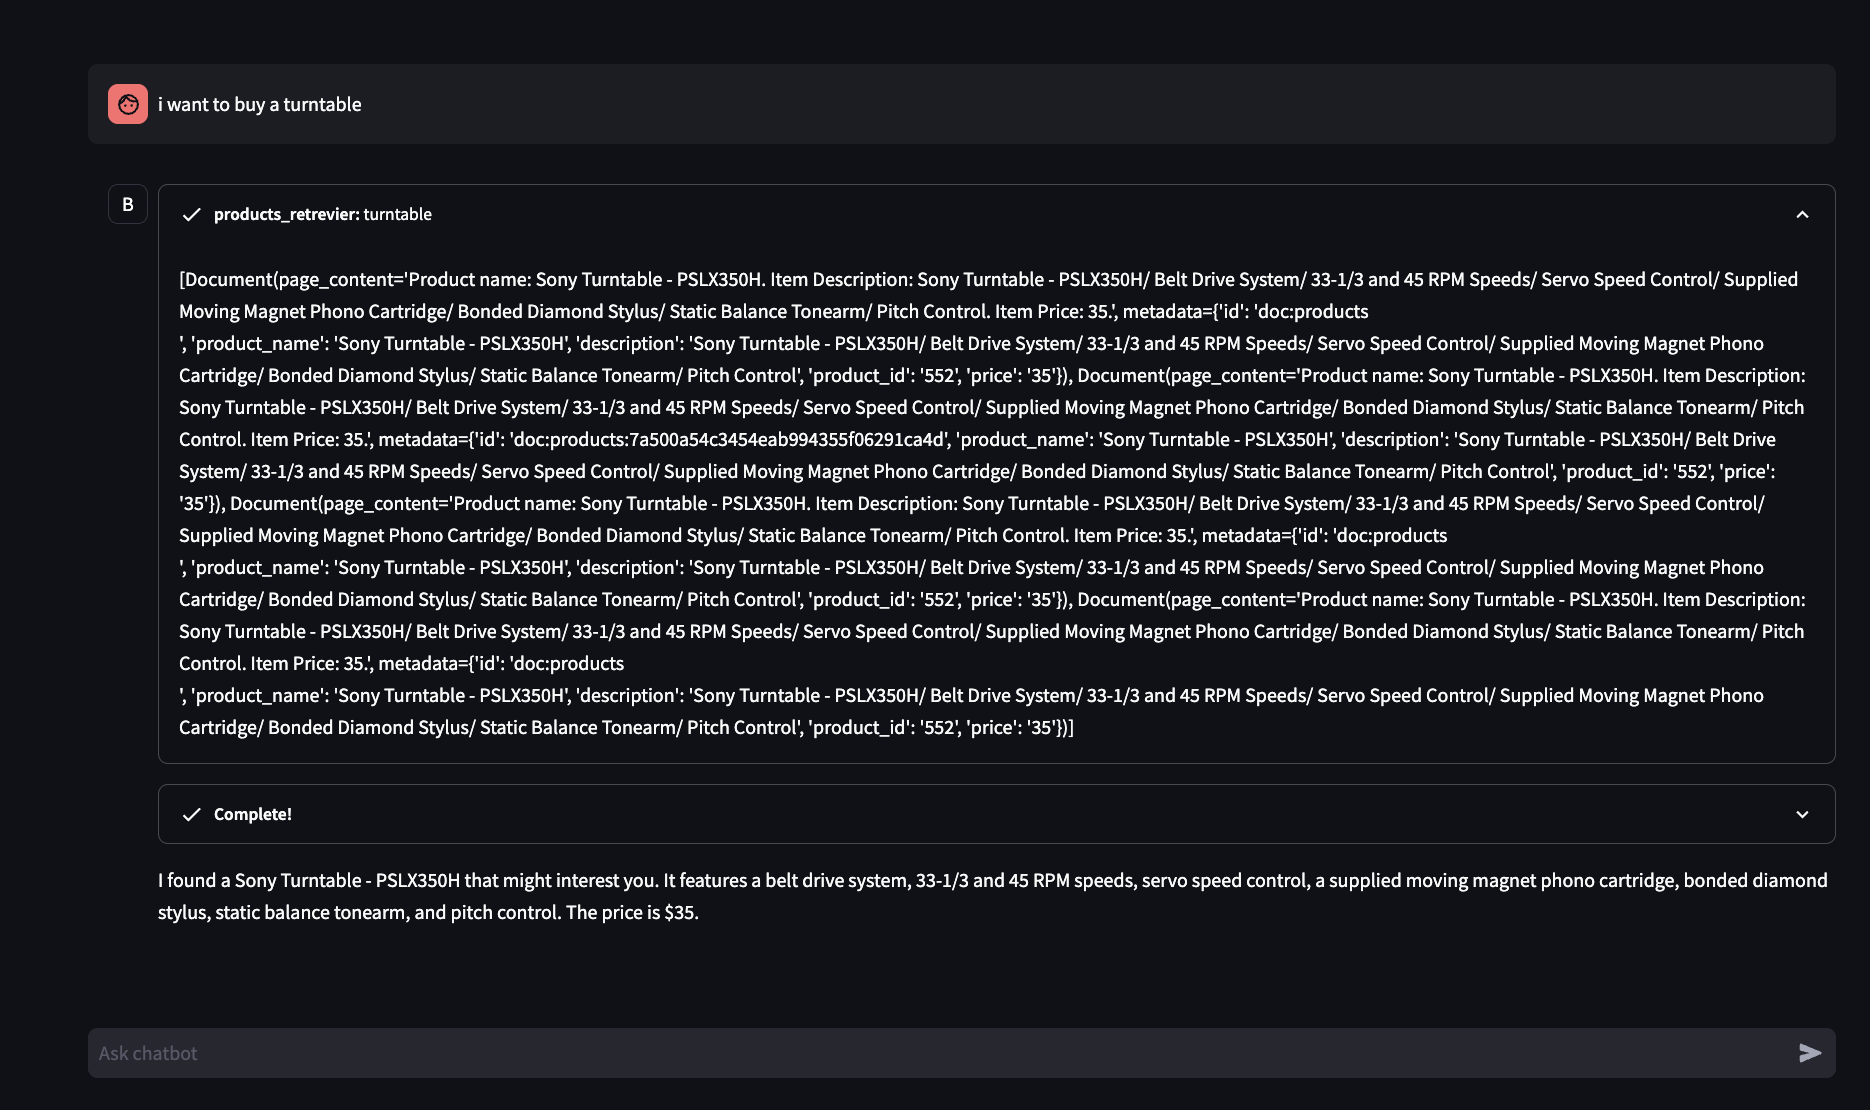 i want to buy a turntable
B
products_retrevier: turntable
[Document(page_content='Product name: Sony Turntable - PSLX350H. Item Description: Sony Turntable - PSLX350H/ Belt Drive System/ 33-1/3 and 45 RPM Speeds/ Servo Speed Control/ Supplied
Moving Magnet Phono Cartridge/ Bonded Diamond Stylus/ Static Balance Tonearm/ Pitch Control. Item Price: 35.', metadata={'id': 'doc:products
', 'product_name': 'Sony Turntable - PSLX350H', 'description': 'Sony Turntable - PSLX350H/ Belt Drive System/ 33-1/3 and 45 RPM Speeds/ Servo Speed Control/ Supplied Moving Magnet Phono
Cartridge/ Bonded Diamond Stylus/ Static Balance Tonearm/ Pitch Control', 'product_id': '552', 'price': '35'}), Document(page_content='Product name: Sony Turntable - PSLX350H. Item Description:
Sony Turntable - PSLX350H/ Belt Drive System/ 33-1/3 and 45 RPM Speeds/ Servo Speed Control/ Supplied Moving Magnet Phono Cartridge/ Bonded Diamond Stylus/ Static Balance Tonearm/ Pitch
Control. Item Price: 35.', metadata={'id': 'doc:products:7a500a54c3454eab994355f06291ca4d', 'product_name': 'Sony Turntable - PSLX350H', 'description': 'Sony Turntable - PSLX350H/ Belt Drive
System/ 33-1/3 and 45 RPM Speeds/ Servo Speed Control/ Supplied Moving Magnet Phono Cartridge/ Bonded Diamond Stylus/ Static Balance Tonearm/ Pitch Control', 'product_id': '552', 'price':
'35'}), Document(page_content='Product name: Sony Turntable - PSLX350H. Item Description: Sony Turntable - PSLX350H/ Belt Drive System/ 33-1/3 and 45 RPM Speeds/ Servo Speed Control/
Supplied Moving Magnet Phono Cartridge/ Bonded Diamond Stylus/ Static Balance Tonearm/ Pitch Control. Item Price: 35.', metadata={'id': 'doc:products
', 'product_name': 'Sony Turntable - PSLX350H', 'description': 'Sony Turntable - PSLX350H/ Belt Drive System/ 33-1/3 and 45 RPM Speeds/ Servo Speed Control/ Supplied Moving Magnet Phono
Cartridge/ Bonded Diamond Stylus/ Static Balance Tonearm/ Pitch Control', 'product_id': '552', 'price': '35'}), Document(page_content='Product name: Sony Turntable - PSLX350H. Item Description:
Sony Turntable - PSLX350H/ Belt Drive System/ 33-1/3 and 45 RPM Speeds/ Servo Speed Control/ Supplied Moving Magnet Phono Cartridge/ Bonded Diamond Stylus/ Static Balance Tonearm/ Pitch
Control. Item Price: 35.', metadata={'id': 'doc:products
', 'product_name': 'Sony Turntable - PSLX350H', 'description': 'Sony Turntable - PSLX350H/ Belt Drive System/ 33-1/3 and 45 RPM Speeds/ Servo Speed Control/ Supplied Moving Magnet Phono
Cartridge/ Bonded Diamond Stylus/ Static Balance Tonearm/ Pitch Control', 'product_id': '552', 'price': '35'})]
Complete!
I found a Sony Turntable - PSLX350H that might interest you. It features a belt drive system, 33-1/3 and 45 RPM speeds, servo speed control, a supplied moving magnet phono cartridge, bonded diamond
stylus, static balance tonearm, and pitch control. The price is $35.
Ask chatbot